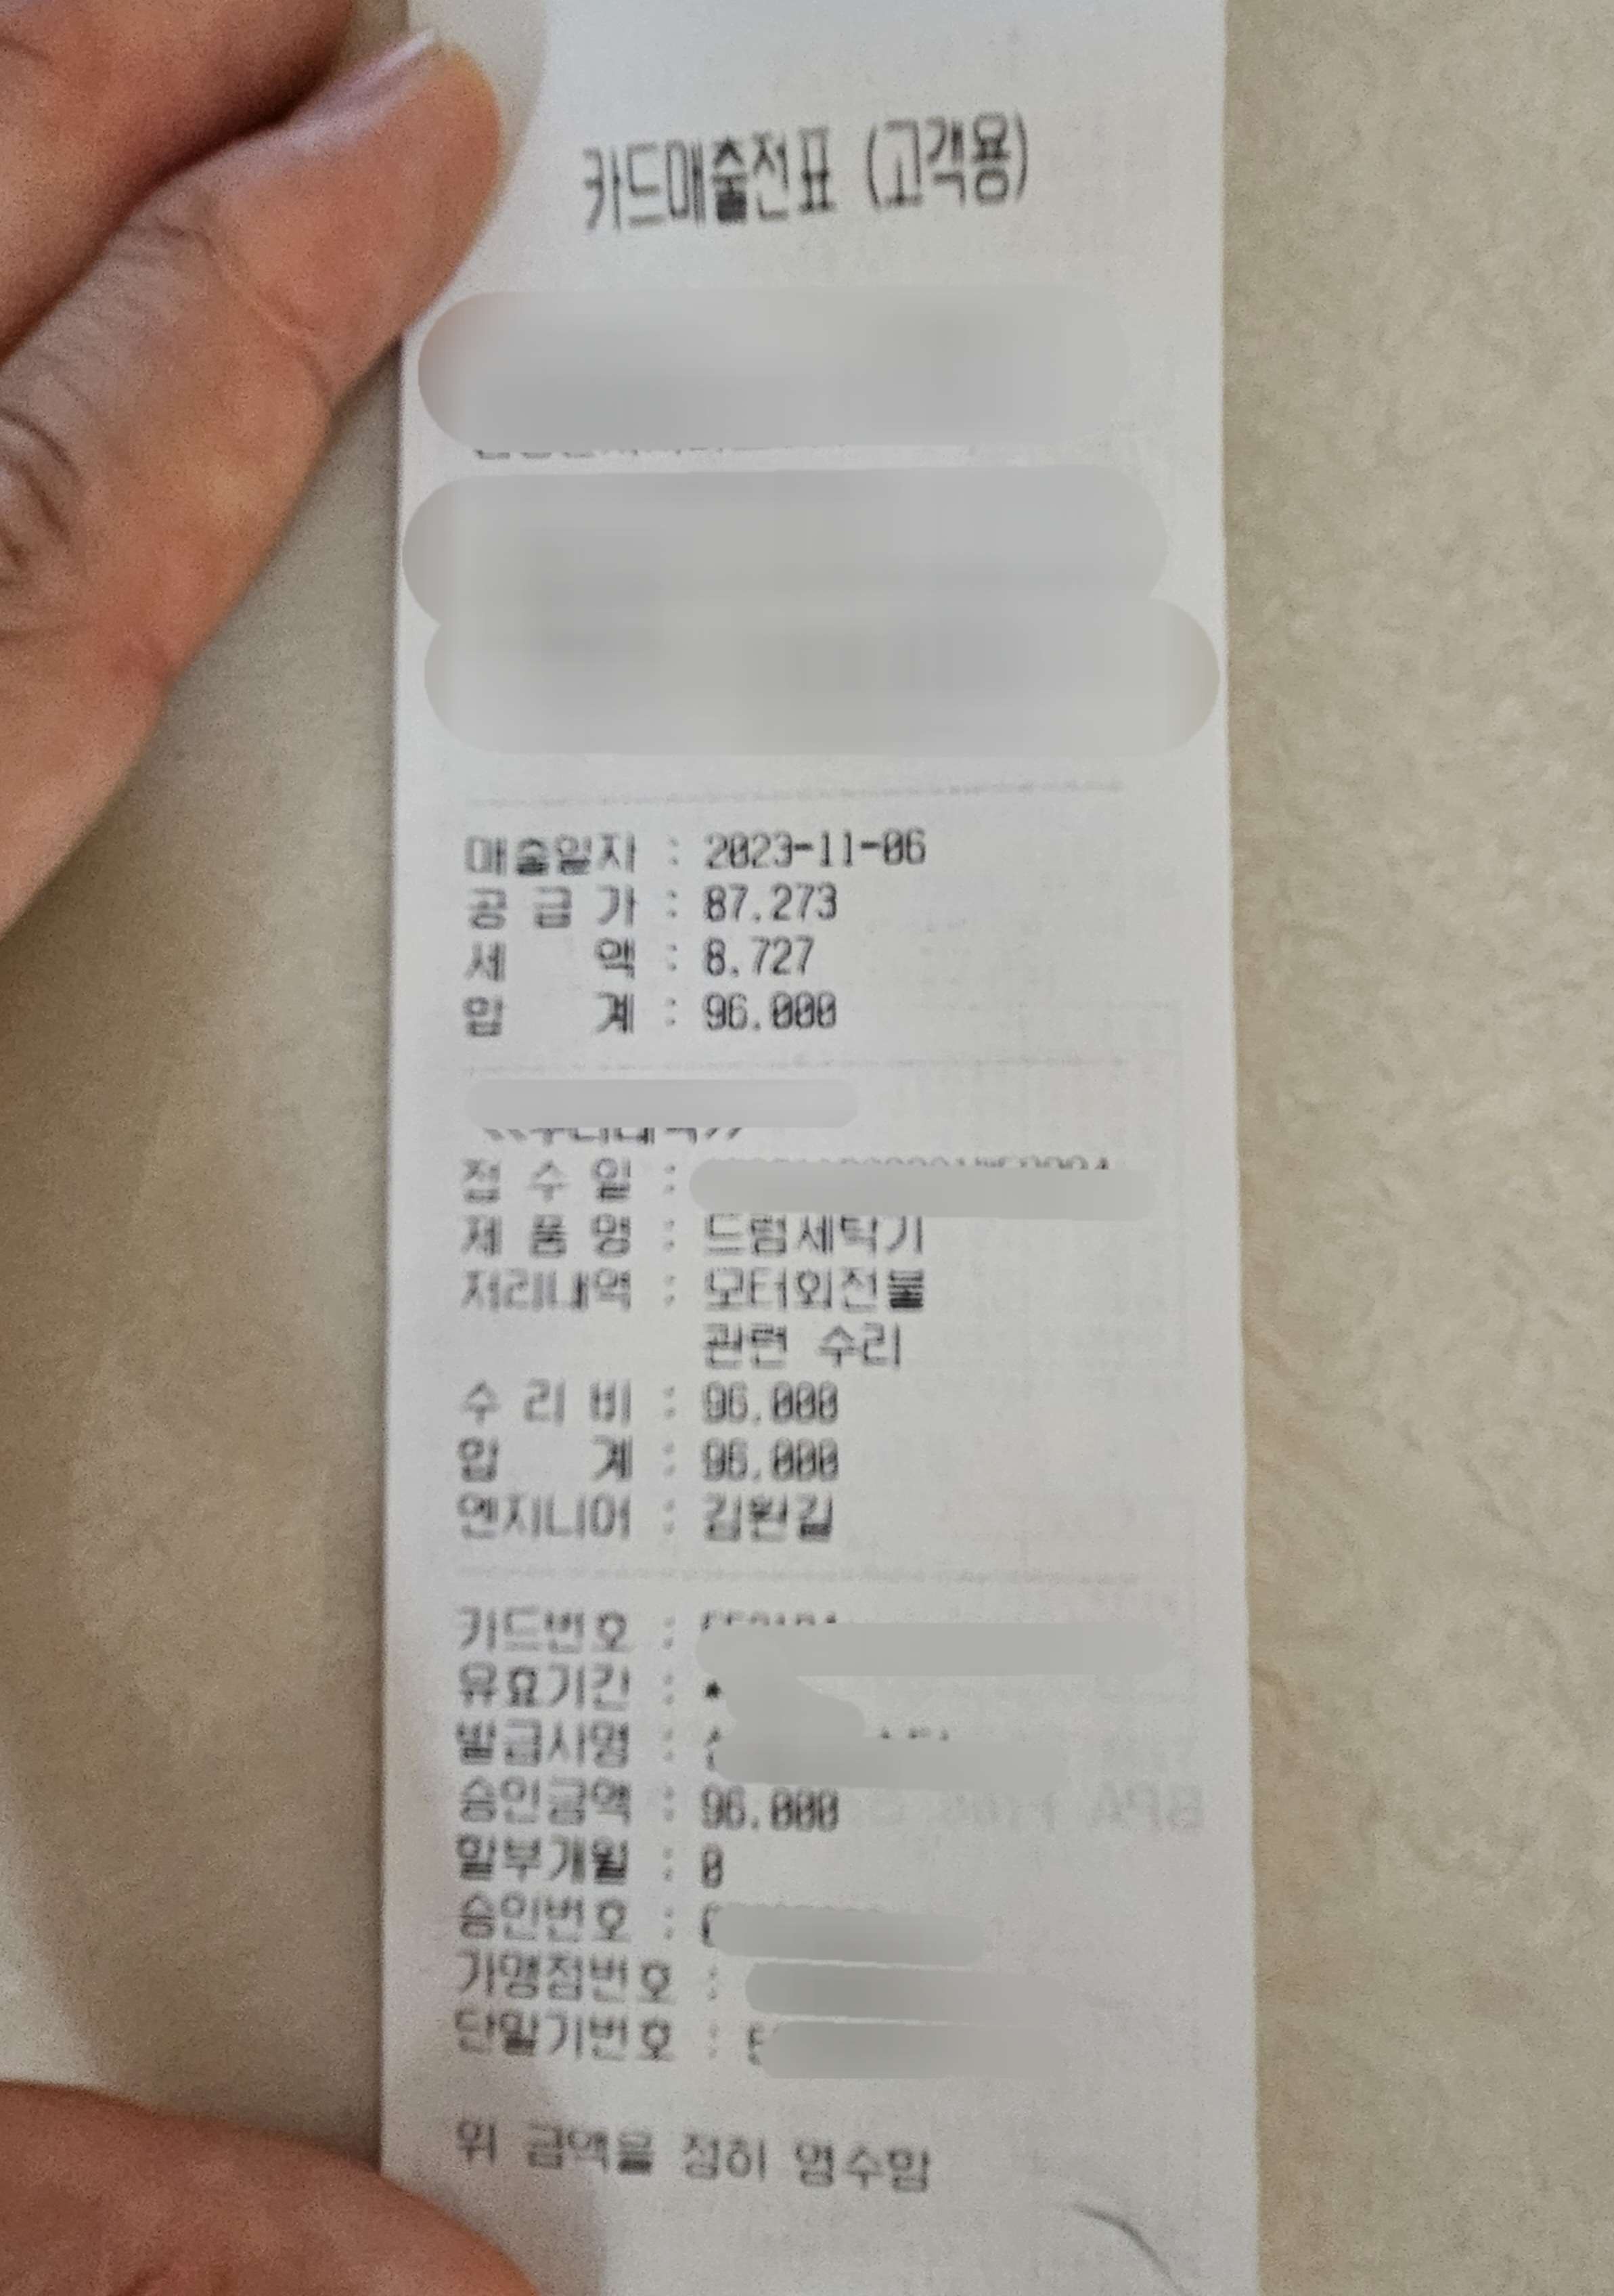 카드매출전표 (고객용)
매출일자 : 2023-11-06
공 급 가 : 87.273
세 액 : 8.727
합 계 : 96.000
접 수 일 :
제 품 명 : 드럼세탁기
처리내역 : 모터회전불
관련 수리
수 리 비 : 96.000
합 계 : 96.000
엔지니어 : 김원길
카드번호 :
유효기간 :
발급사명 :
승인금액 : 96.000
할부개월 : 0
승인번호 :
가맹점번호 :
단말기번호 :
위 금액을 정히 영수함